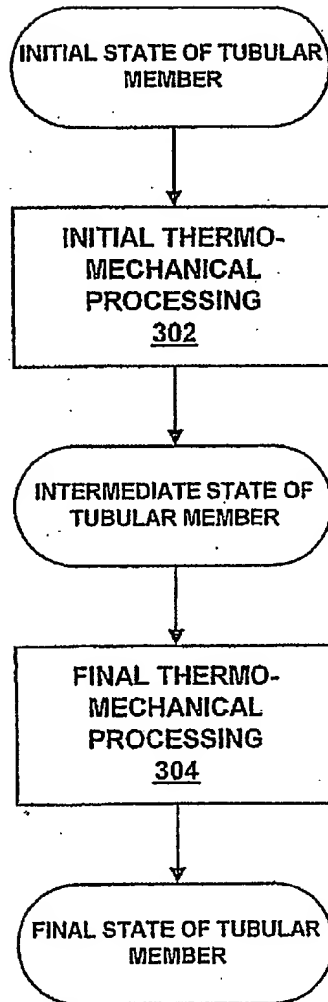 INITIAL STATE OF TUBULAR
MEMBER
INITIAL THERMO-
MECHANICAL
PROCESSING
302
INTERMEDIATE STATE OF
TUBULAR MEMBER
FINAL THERMO-
MECHANICAL
PROCESSING
304
FINAL STATE OF TUBULAR
MEMBER